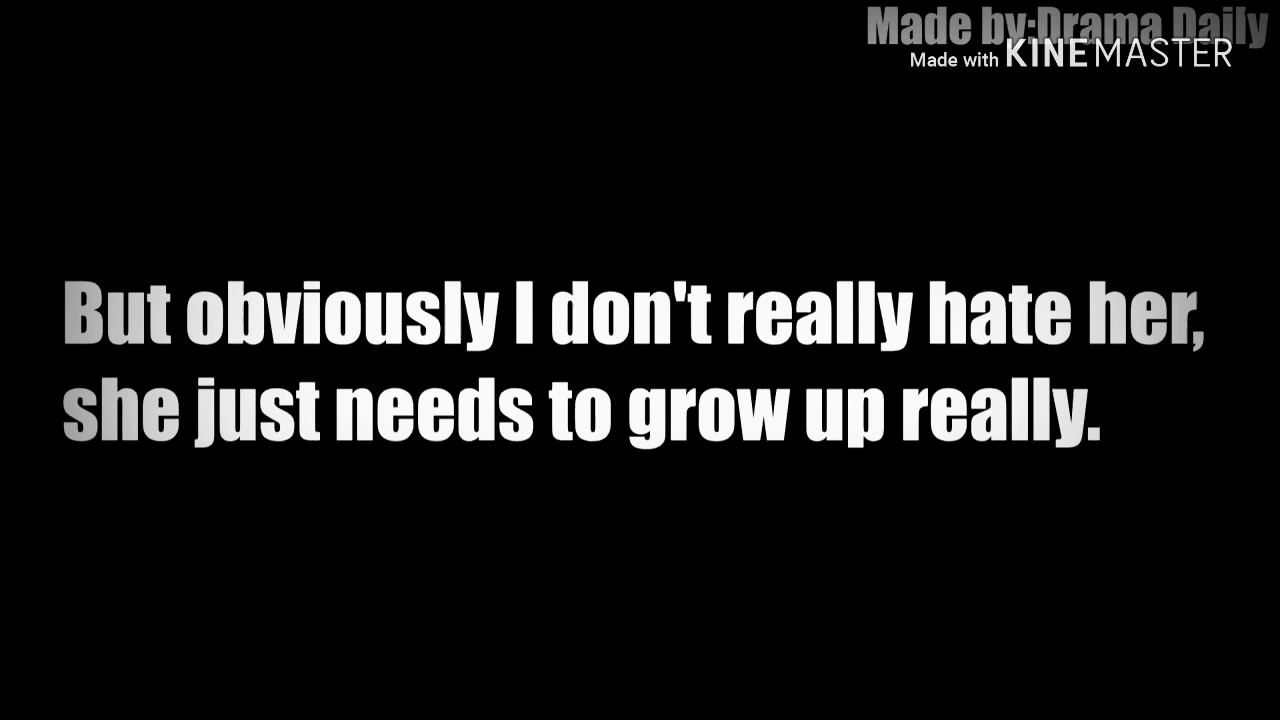 Made by:Drama Daily
Made with KINEMASTER
But obviously I don't really hate her,
she just needs to grow up really.